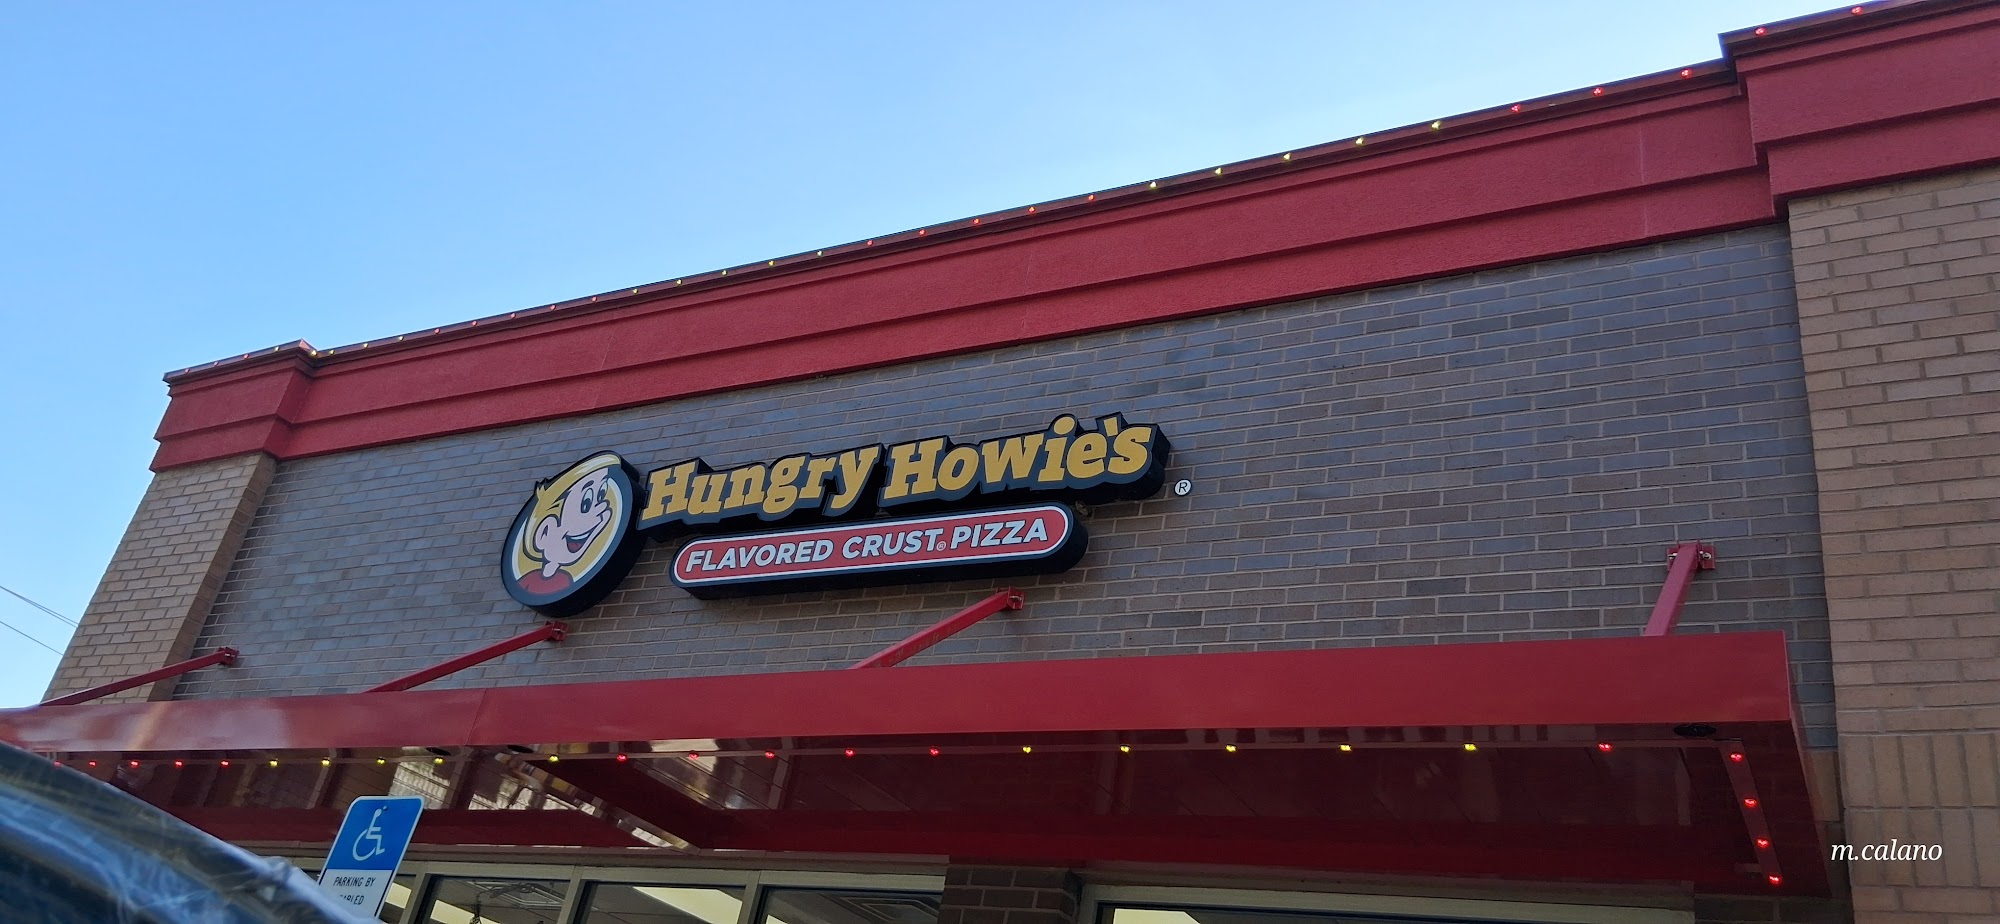 Hungry Howie's ®
FLAVORED CRUST® PIZZA
PARKING BY
m.calano